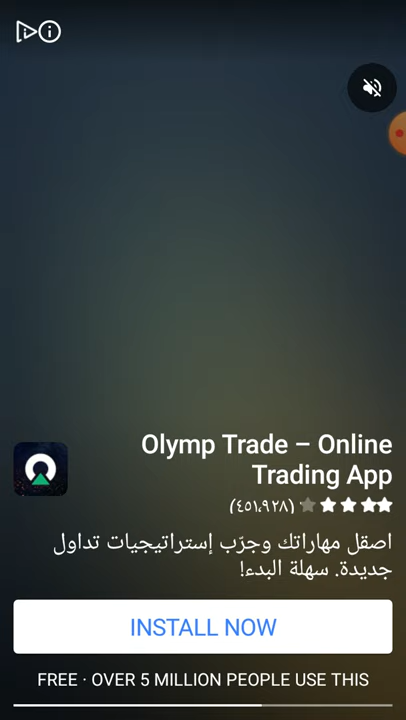 Olymp Trade – Online
Trading App
(٤٥١،٩٢٨)
اصقل مهاراتك وجرّب إستراتيجيات تداول
جديدة. سهلة البدء!
INSTALL NOW
FREE · OVER 5 MILLION PEOPLE USE THIS